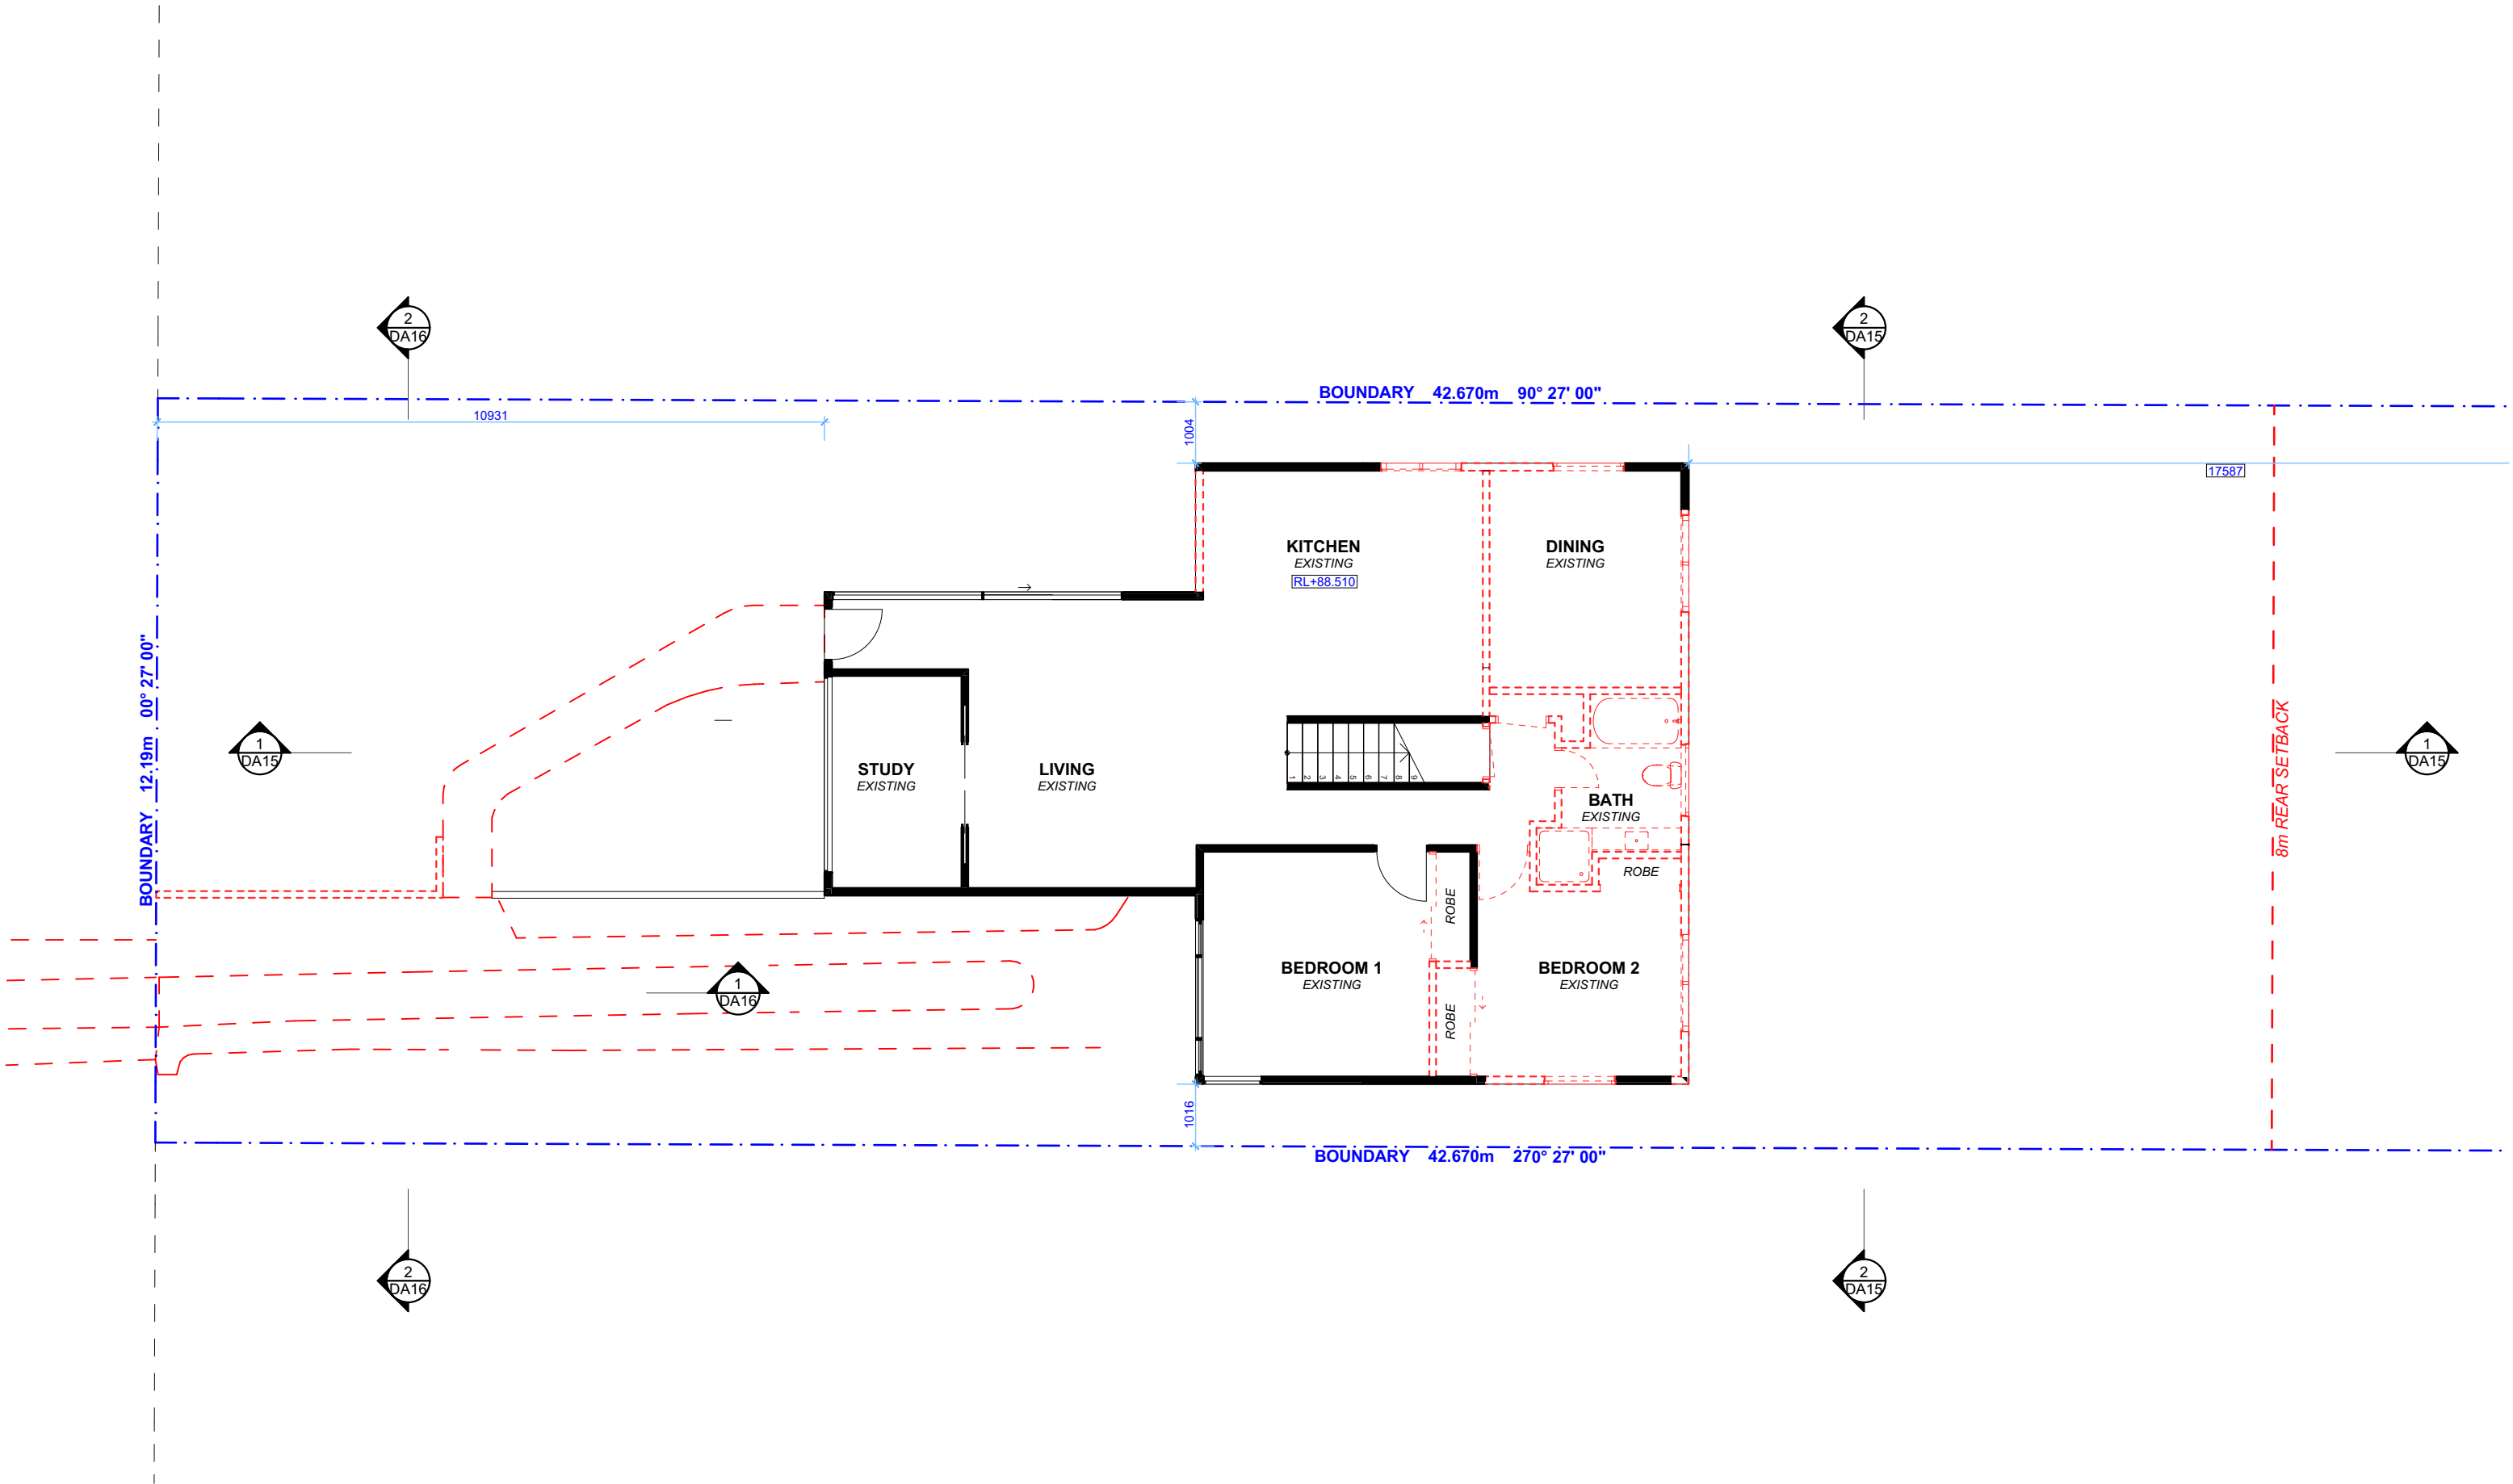 2
DA16
2
DA15
BOUNDARY 42.670m 90° 27' 00"
10931
1004
17587
KITCHEN
EXISTING
RL+88.510
DINING
EXISTING
BOUNDARY 12.19m 00° 27' 00"
1
DA15
STUDY
EXISTING
LIVING
EXISTING
1 2 3 4 5 6 7 8 9
BATH
EXISTING
8m REAR SETBACK
1
DA15
ROBE
ROBE
BEDROOM 1
EXISTING
BEDROOM 2
EXISTING
1
DA16
ROBE
1016
BOUNDARY 42.670m 270° 27' 00"
2
DA16
2
DA15